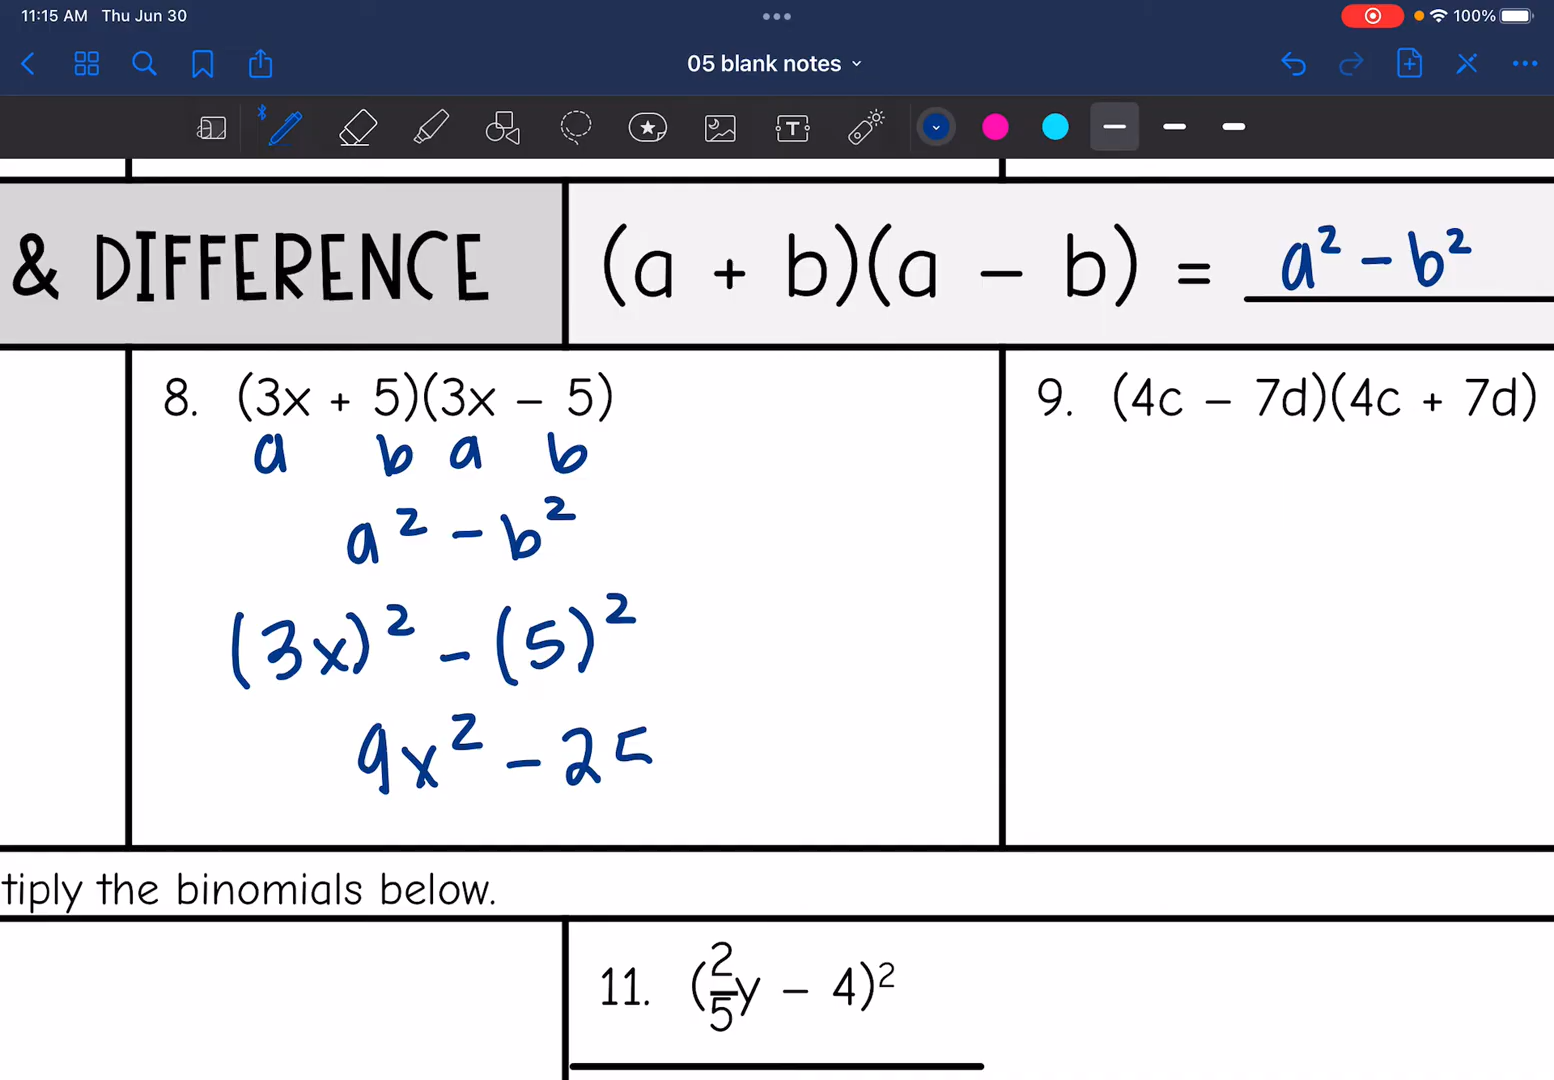 11:15 AM Thu Jun 30
100%
05 blank notes
& DIFFERENCE
(a + b)(a - b) = a² - b²
8. (3x + 5)(3x - 5)
a b a b
a² - b²
(3x)² - (5)²
9x² - 25
9. (4c - 7d)(4c + 7d)
tiply the binomials below.
11. (2/5y - 4)²